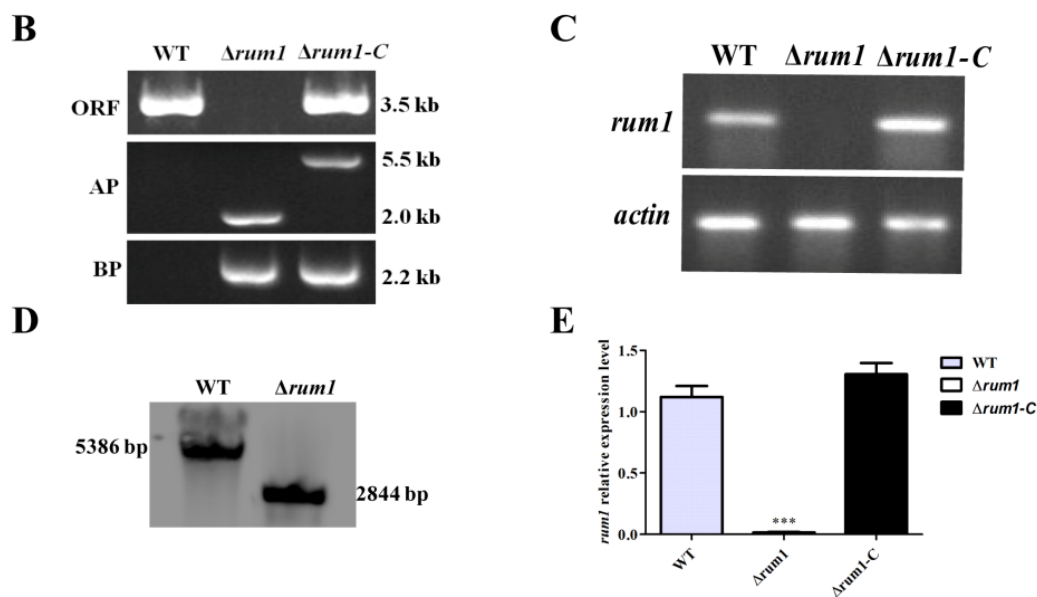 B
WT Δrum1 Δrum1-C
ORF 3.5 kb
AP 5.5 kb
2.0 kb
BP 2.2 kb
C
WT Δrum1 Δrum1-C
rum1
actin
D
WT Δrum1
5386 bp
2844 bp
E
rum1 relative expression level
1.5
1.0
0.5
0.0
***
WT Δrum1 Δrum1-C
WT
Δrum1
Δrum1-C